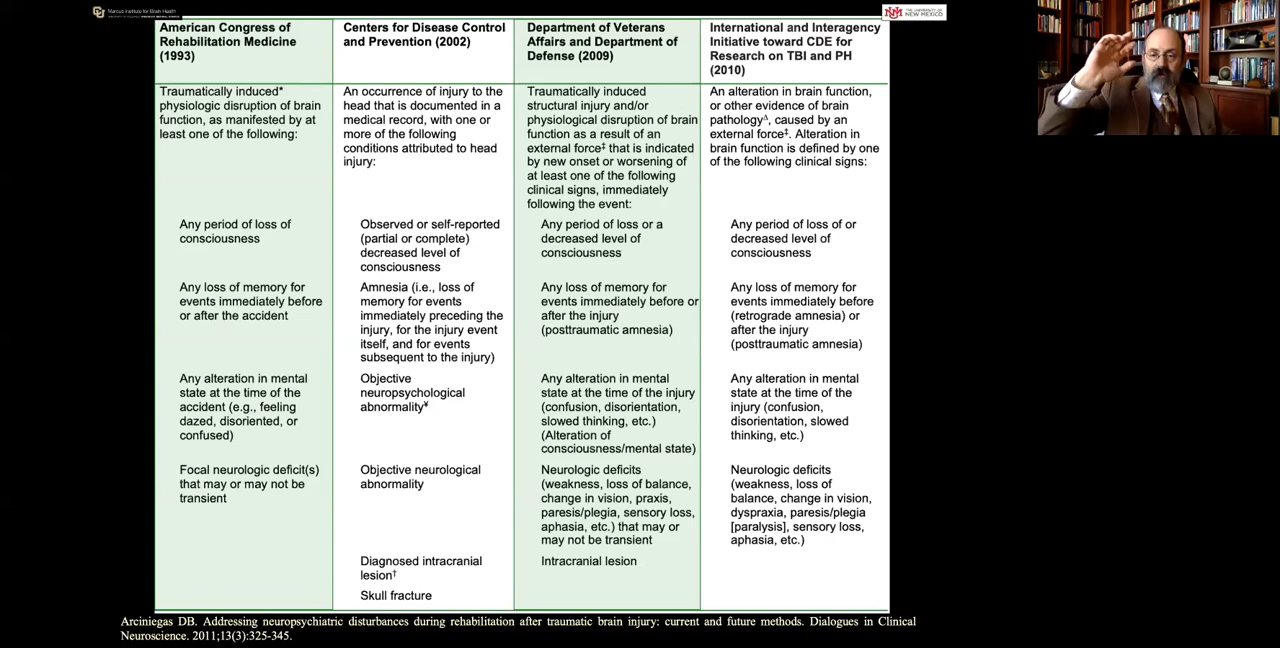 Marcus Institute for Brain Health
THE UNIVERSITY OF
NEW MEXICO
American Congress of
Rehabilitation Medicine
(1993)
Centers for Disease Control
and Prevention (2002)
Department of Veterans
Affairs and Department of
Defense (2009)
International and Interagency
Initiative toward CDE for
Research on TBI and PH
(2010)
Traumatically induced*
physiologic disruption of brain
function, as manifested by at
least one of the following:
An occurrence of injury to the
head that is documented in a
medical record, with one or
more of the following
conditions attributed to head
injury:
Traumatically induced
structural injury and/or
physiological disruption of brain
function as a result of an
external force‡ that is indicated
by new onset or worsening of
at least one of the following
clinical signs, immediately
following the event:
An alteration in brain function,
or other evidence of brain
pathologyΔ, caused by an
external force‡. Alteration in
brain function is defined by one
of the following clinical signs:
Any period of loss of
consciousness
Observed or self-reported
(partial or complete)
decreased level of
consciousness
Any period of loss or a
decreased level of
consciousness
Any period of loss of or
decreased level of
consciousness
Any loss of memory for
events immediately before
or after the accident
Amnesia (i.e., loss of
memory for events
immediately preceding the
injury, for the injury event
itself, and for events
subsequent to the injury)
Any loss of memory for
events immediately before or
after the injury
(posttraumatic amnesia)
Any loss of memory for
events immediately before
(retrograde amnesia) or
after the injury
(posttraumatic amnesia)
Any alteration in mental
state at the time of the
accident (e.g., feeling
dazed, disoriented, or
confused)
Objective
neuropsychological
abnormality¥
Any alteration in mental
state at the time of the injury
(confusion, disorientation,
slowed thinking, etc.)
(Alteration of
consciousness/mental state)
Any alteration in mental
state at the time of the
injury (confusion,
disorientation, slowed
thinking, etc.)
Focal neurologic deficit(s)
that may or may not be
transient
Objective neurological
abnormality
Neurologic deficits
(weakness, loss of balance,
change in vision, praxis,
paresis/plegia, sensory loss,
aphasia, etc.) that may or
may not be transient
Neurologic deficits
(weakness, loss of
balance, change in vision,
dyspraxia, paresis/plegia
[paralysis], sensory loss,
aphasia, etc.)
Diagnosed intracranial
lesion†
Intracranial lesion
Skull fracture
Arciniegas DB. Addressing neuropsychiatric disturbances during rehabilitation after traumatic brain injury: current and future methods. Dialogues in Clinical
Neuroscience. 2011;13(3):325-345.